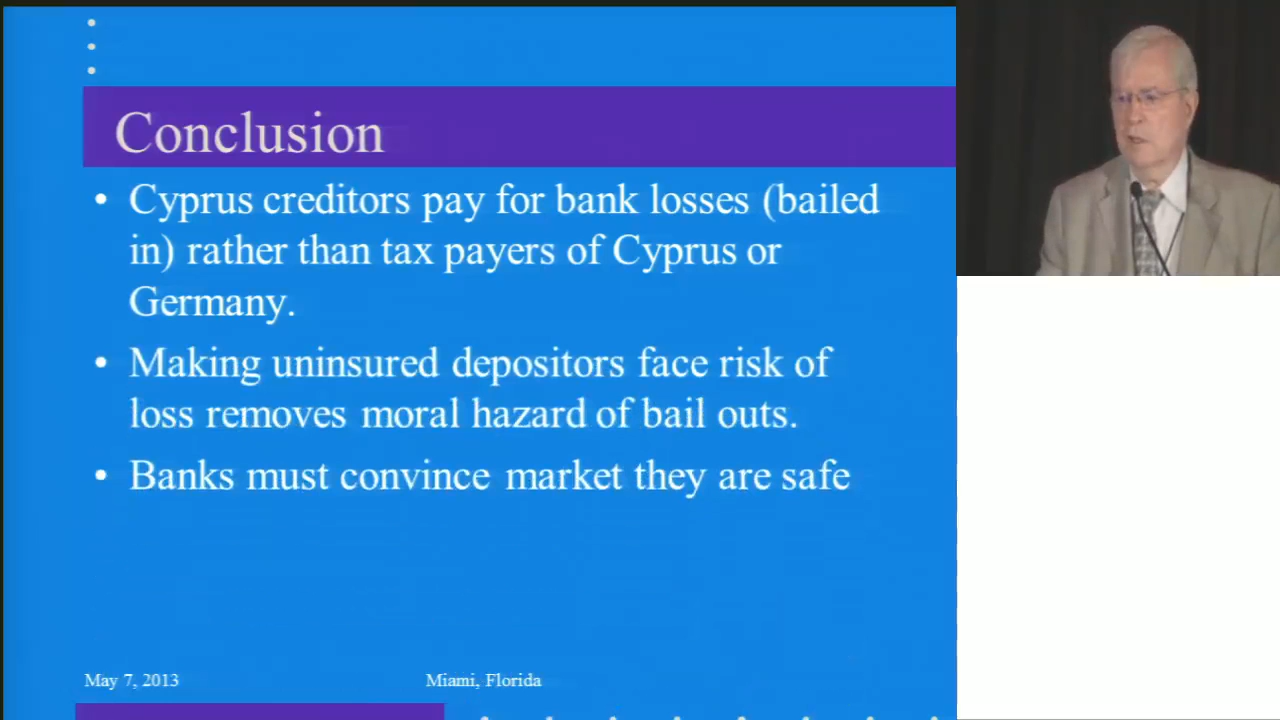 Conclusion
• Cyprus creditors pay for bank losses (bailed
in) rather than tax payers of Cyprus or
Germany.
• Making uninsured depositors face risk of
loss removes moral hazard of bail outs.
• Banks must convince market they are safe
May 7, 2013
Miami, Florida